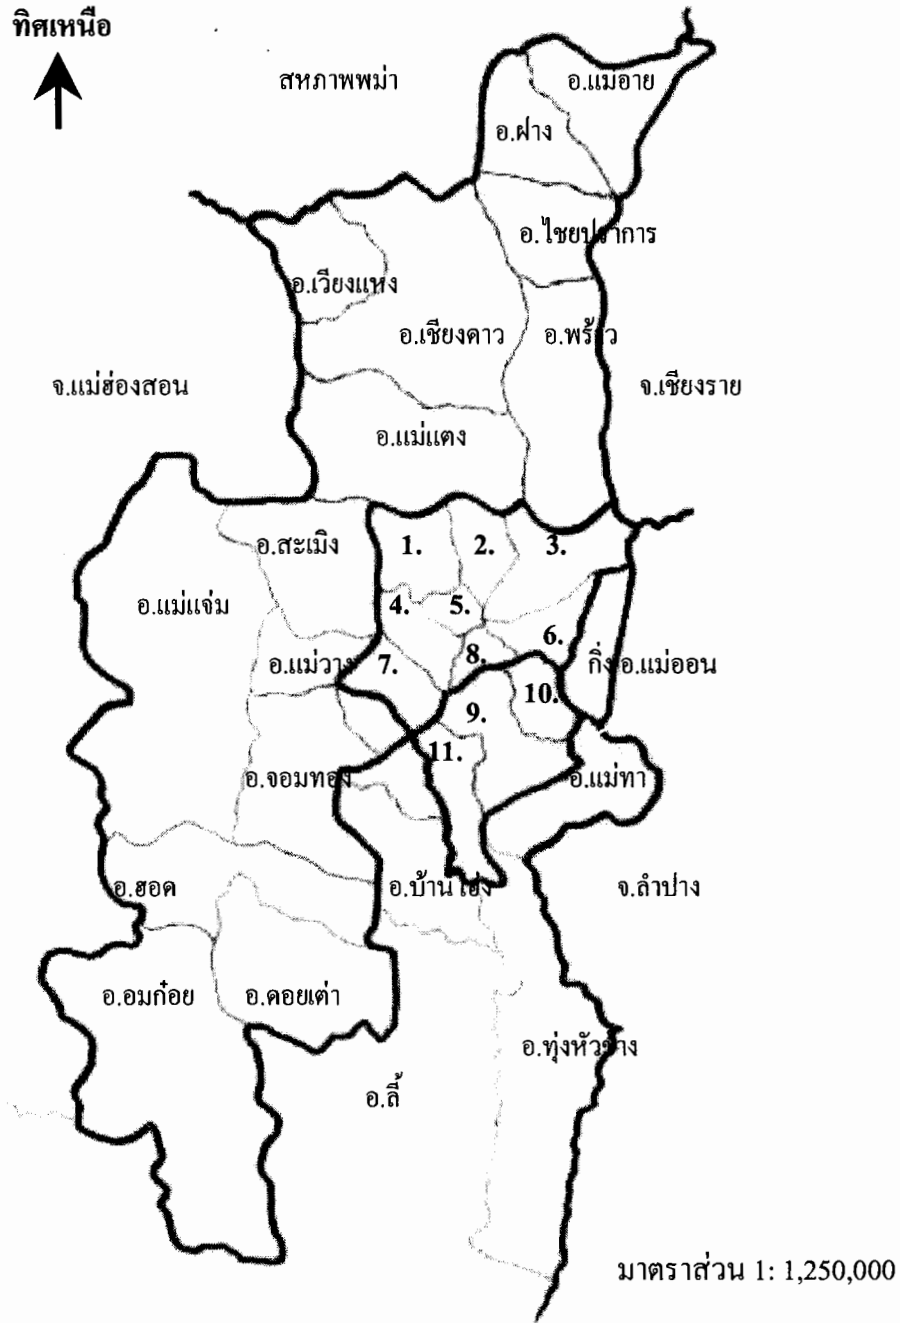 ทิศเหนือ
สหภาพพม่า
อ.แม่อาย
อ.ฝาง
อ.ไชยปราการ
อ.เวียงแหง
อ.เชียงดาว
อ.พร้าว
จ.แม่ฮ่องสอน
จ.เชียงราย
อ.แม่แตง
อ.สะเมิง
1.
2.
3.
อ.แม่แจ่ม
4.
5.
6.
อ.แม่วาง
7.
8.
กิ่ง อ.แม่ออน
10.
9.
11.
อ.จอมทอง
อ.แม่ทา
อ.ฮอด
อ.บ้านโฮ่ง
จ.ลำปาง
อ.อมก๋อย
อ.ดอยเต่า
อ.ทุ่งหัวช้าง
อ.ลี้
มาตราส่วน 1: 1,250,000